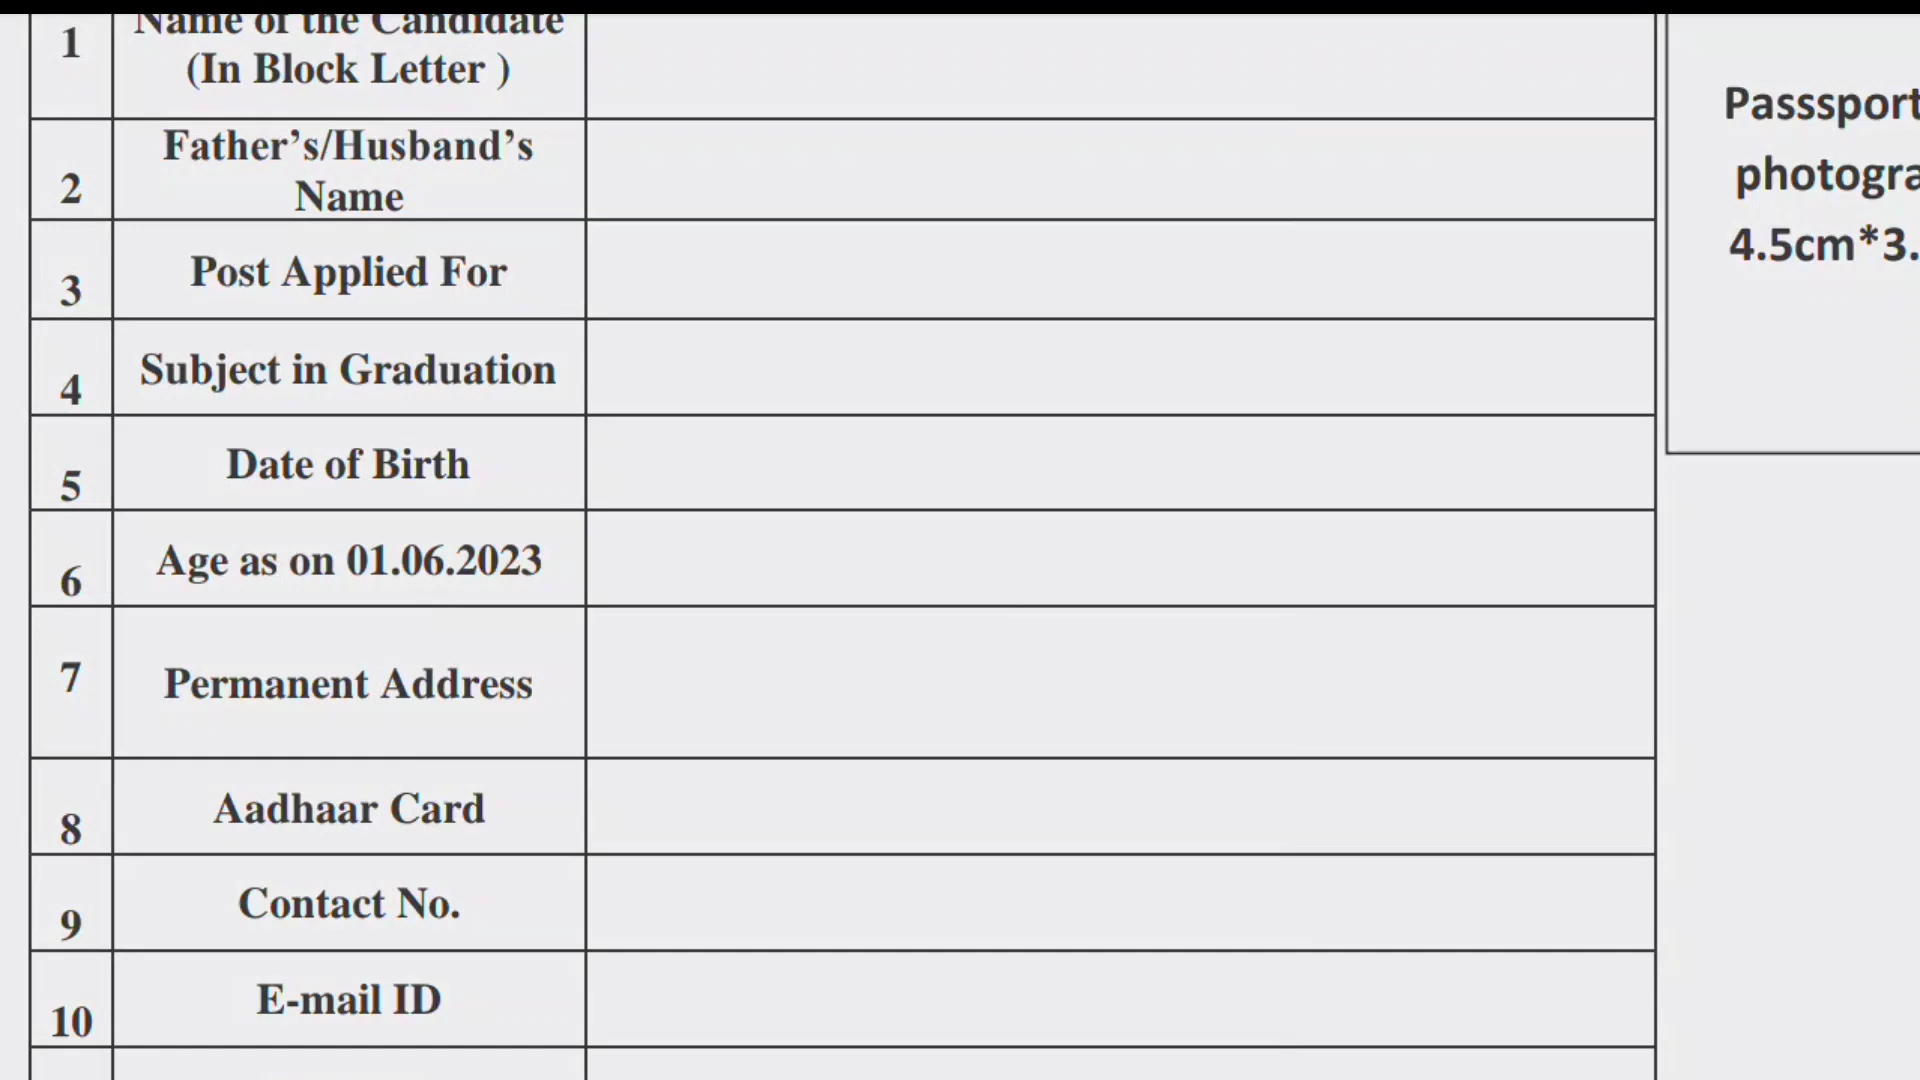 1
Name of the Candidate
(In Block Letter )
2
Father’s/Husband’s
Name
3
Post Applied For
4
Subject in Graduation
5
Date of Birth
6
Age as on 01.06.2023
7
Permanent Address
8
Aadhaar Card
9
Contact No.
10
E-mail ID
Passsport
photogra
4.5cm*3.